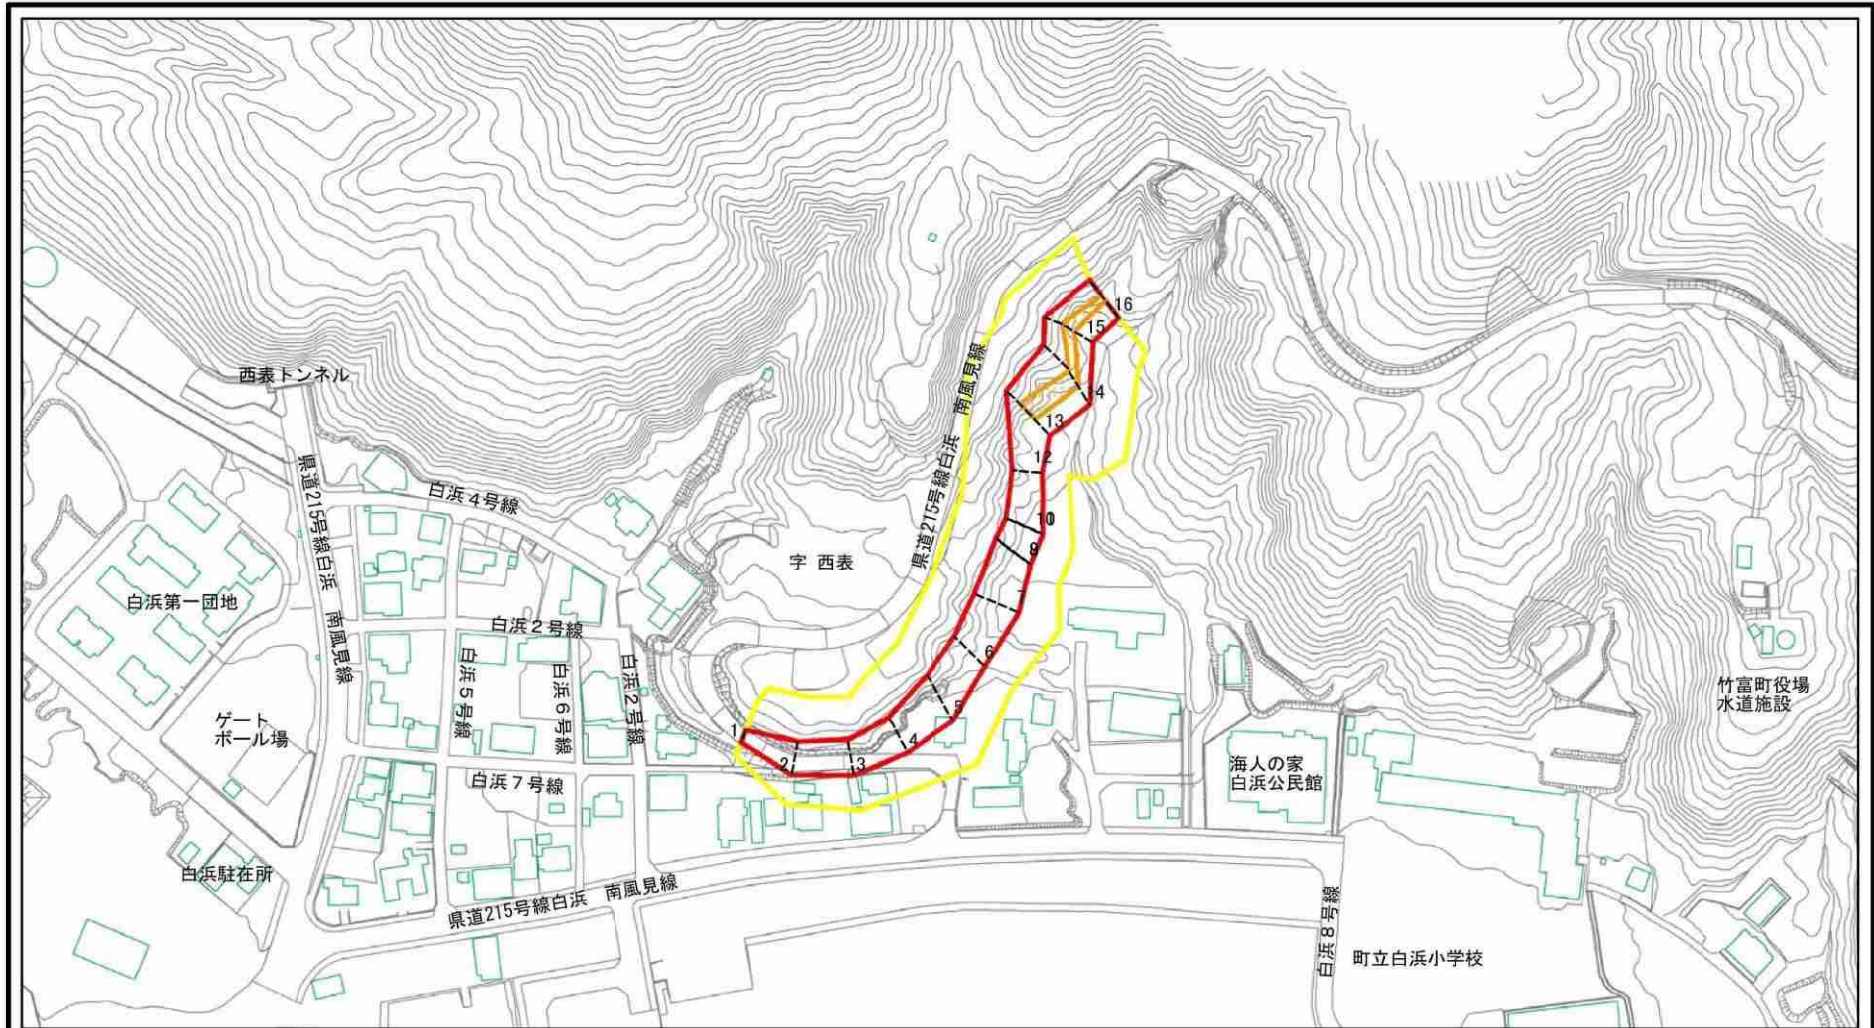 16
15
西表トンネル
4
県道215号線白浜　南風見線
13
12
白浜４号線
県道215号線白浜　南風見線
10
字 西表
9
白浜第一団地
7
白浜２号線
6
白浜５号線
白浜６号線
白浜２号線
竹富町役場
水道施設
ゲート
ボール場
5
1
4
2
3
海人の家
白浜公民館
白浜７号線
白浜駐在所
県道215号線白浜　南風見線
白浜８号線
町立白浜小学校